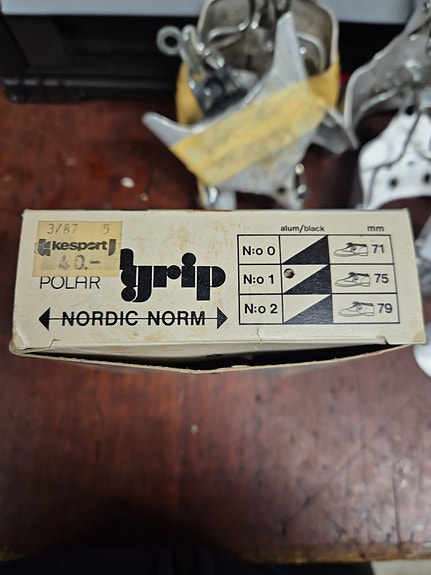 3/87 5
kesport
40.-
POLAR grip
NORDIC NORM
alum/black mm
N:o 0 71
N:o 1 75
N:o 2 79